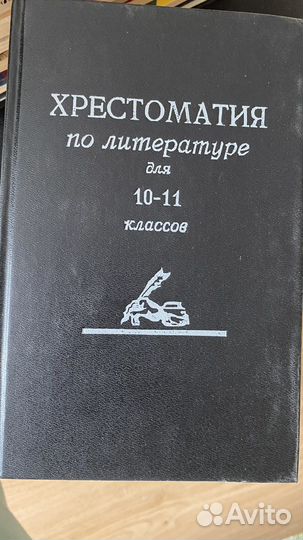 ХРЕСТОМАТИЯ
по литературе
для
10-11
классов
Avito